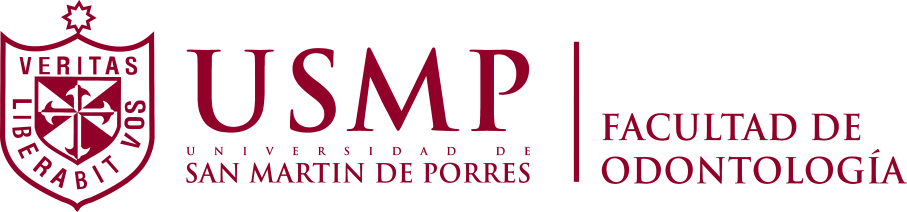 VERITAS
LIBERABIT VOS
USMP
UNIVERSIDAD DE
SAN MARTIN DE PORRES
FACULTAD DE
ODONTOLOGÍA